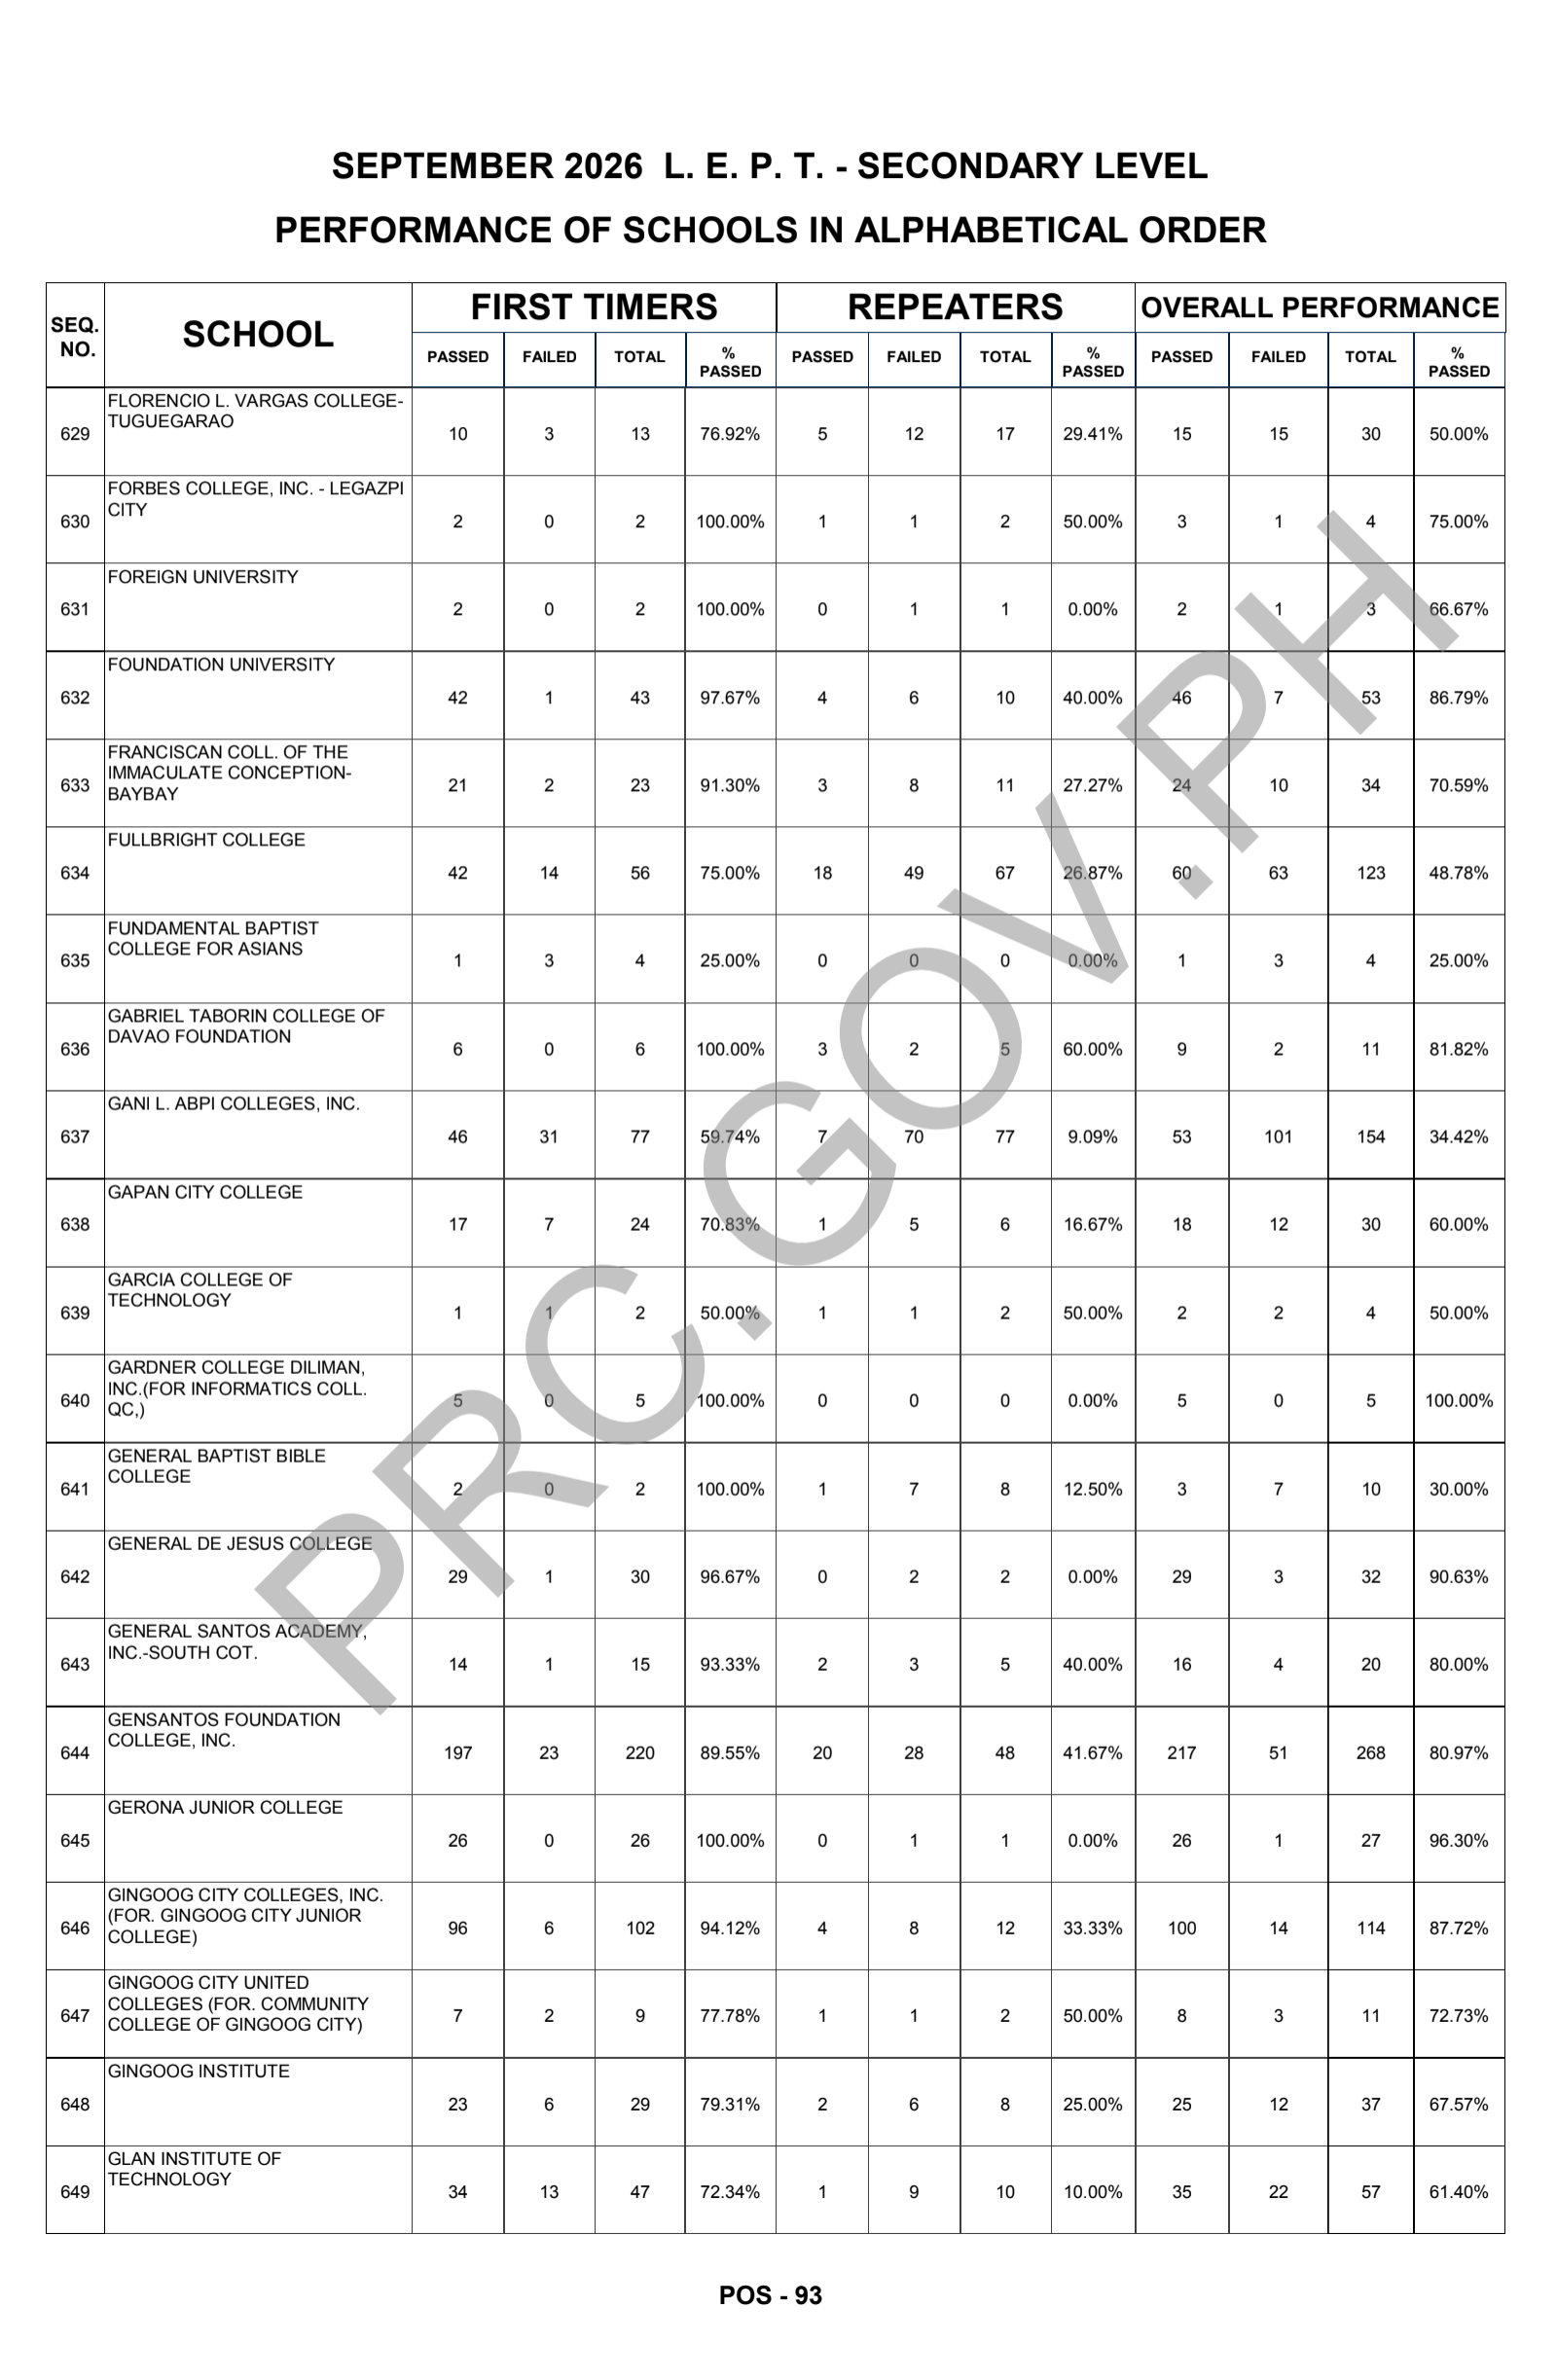 SEPTEMBER 2026 L. E. P. T. - SECONDARY LEVEL
PERFORMANCE OF SCHOOLS IN ALPHABETICAL ORDER
SEQ. NO. SCHOOL FIRST TIMERS REPEATERS OVERALL PERFORMANCE
PASSED FAILED TOTAL % PASSED PASSED FAILED TOTAL % PASSED PASSED FAILED TOTAL % PASSED
FLORENCIO L. VARGAS COLLEGE-
TUGUEGARAO
629 10 3 13 76.92% 5 12 17 29.41% 15 15 30 50.00%
FORBES COLLEGE, INC. - LEGAZPI
CITY
630 2 0 2 100.00% 1 1 2 50.00% 3 1 4 75.00%
FOREIGN UNIVERSITY
631 2 0 2 100.00% 0 1 1 0.00% 2 1 3 66.67%
FOUNDATION UNIVERSITY
632 42 1 43 97.67% 4 6 10 40.00% 46 7 53 86.79%
FRANCISCAN COLL. OF THE
IMMACULATE CONCEPTION-
BAYBAY
633 21 2 23 91.30% 3 8 11 27.27% 24 10 34 70.59%
FULLBRIGHT COLLEGE
634 42 14 56 75.00% 18 49 67 26.87% 60 63 123 48.78%
FUNDAMENTAL BAPTIST
COLLEGE FOR ASIANS
635 1 3 4 25.00% 0 0 0 0.00% 1 3 4 25.00%
GABRIEL TABORIN COLLEGE OF
DAVAO FOUNDATION
636 6 0 6 100.00% 3 2 5 60.00% 9 2 11 81.82%
GANI L. ABPI COLLEGES, INC.
637 46 31 77 59.74% 7 70 77 9.09% 53 101 154 34.42%
GAPAN CITY COLLEGE
638 17 7 24 70.83% 1 5 6 16.67% 18 12 30 60.00%
GARCIA COLLEGE OF
TECHNOLOGY
639 1 1 2 50.00% 1 1 2 50.00% 2 2 4 50.00%
GARDNER COLLEGE DILIMAN,
INC.(FOR INFORMATICS COLL.
QC,)
640 5 0 5 100.00% 0 0 0 0.00% 5 0 5 100.00%
GENERAL BAPTIST BIBLE
COLLEGE
641 2 0 2 100.00% 1 7 8 12.50% 3 7 10 30.00%
GENERAL DE JESUS COLLEGE
642 29 1 30 96.67% 0 2 2 0.00% 29 3 32 90.63%
GENERAL SANTOS ACADEMY,
INC.-SOUTH COT.
643 14 1 15 93.33% 2 3 5 40.00% 16 4 20 80.00%
GENSANTOS FOUNDATION
COLLEGE, INC.
644 197 23 220 89.55% 20 28 48 41.67% 217 51 268 80.97%
GERONA JUNIOR COLLEGE
645 26 0 26 100.00% 0 1 1 0.00% 26 1 27 96.30%
GINGOOG CITY COLLEGES, INC.
(FOR. GINGOOG CITY JUNIOR
COLLEGE)
646 96 6 102 94.12% 4 8 12 33.33% 100 14 114 87.72%
GINGOOG CITY UNITED
COLLEGES (FOR. COMMUNITY
COLLEGE OF GINGOOG CITY)
647 7 2 9 77.78% 1 1 2 50.00% 8 3 11 72.73%
GINGOOG INSTITUTE
648 23 6 29 79.31% 2 6 8 25.00% 25 12 37 67.57%
GLAN INSTITUTE OF
TECHNOLOGY
649 34 13 47 72.34% 1 9 10 10.00% 35 22 57 61.40%
PRC.GOV.PH
POS - 93